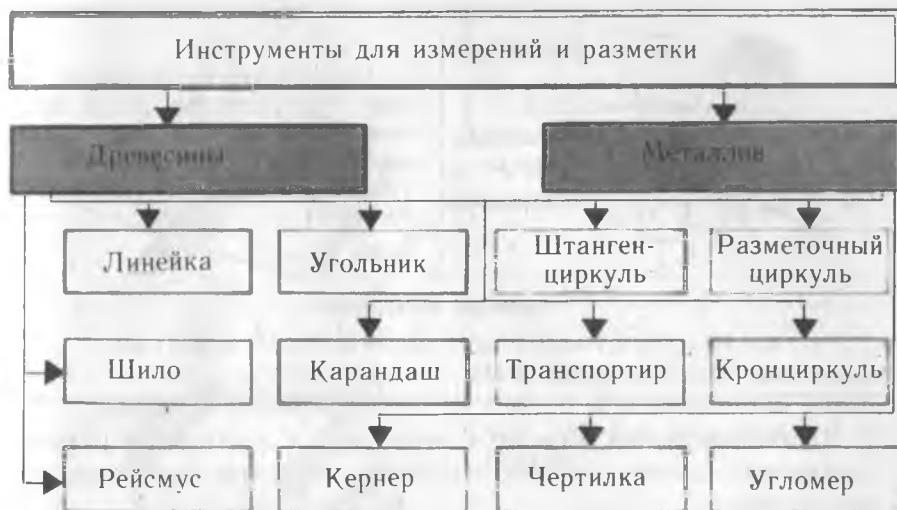 Инструменты для измерений и разметки
Древесины
Металлов
Линейка
Угольник
Штанген-
циркуль
Разметочный
циркуль
Шило
Карандаш
Транспортир
Кронциркуль
Рейсмус
Кернер
Чертилка
Угломер